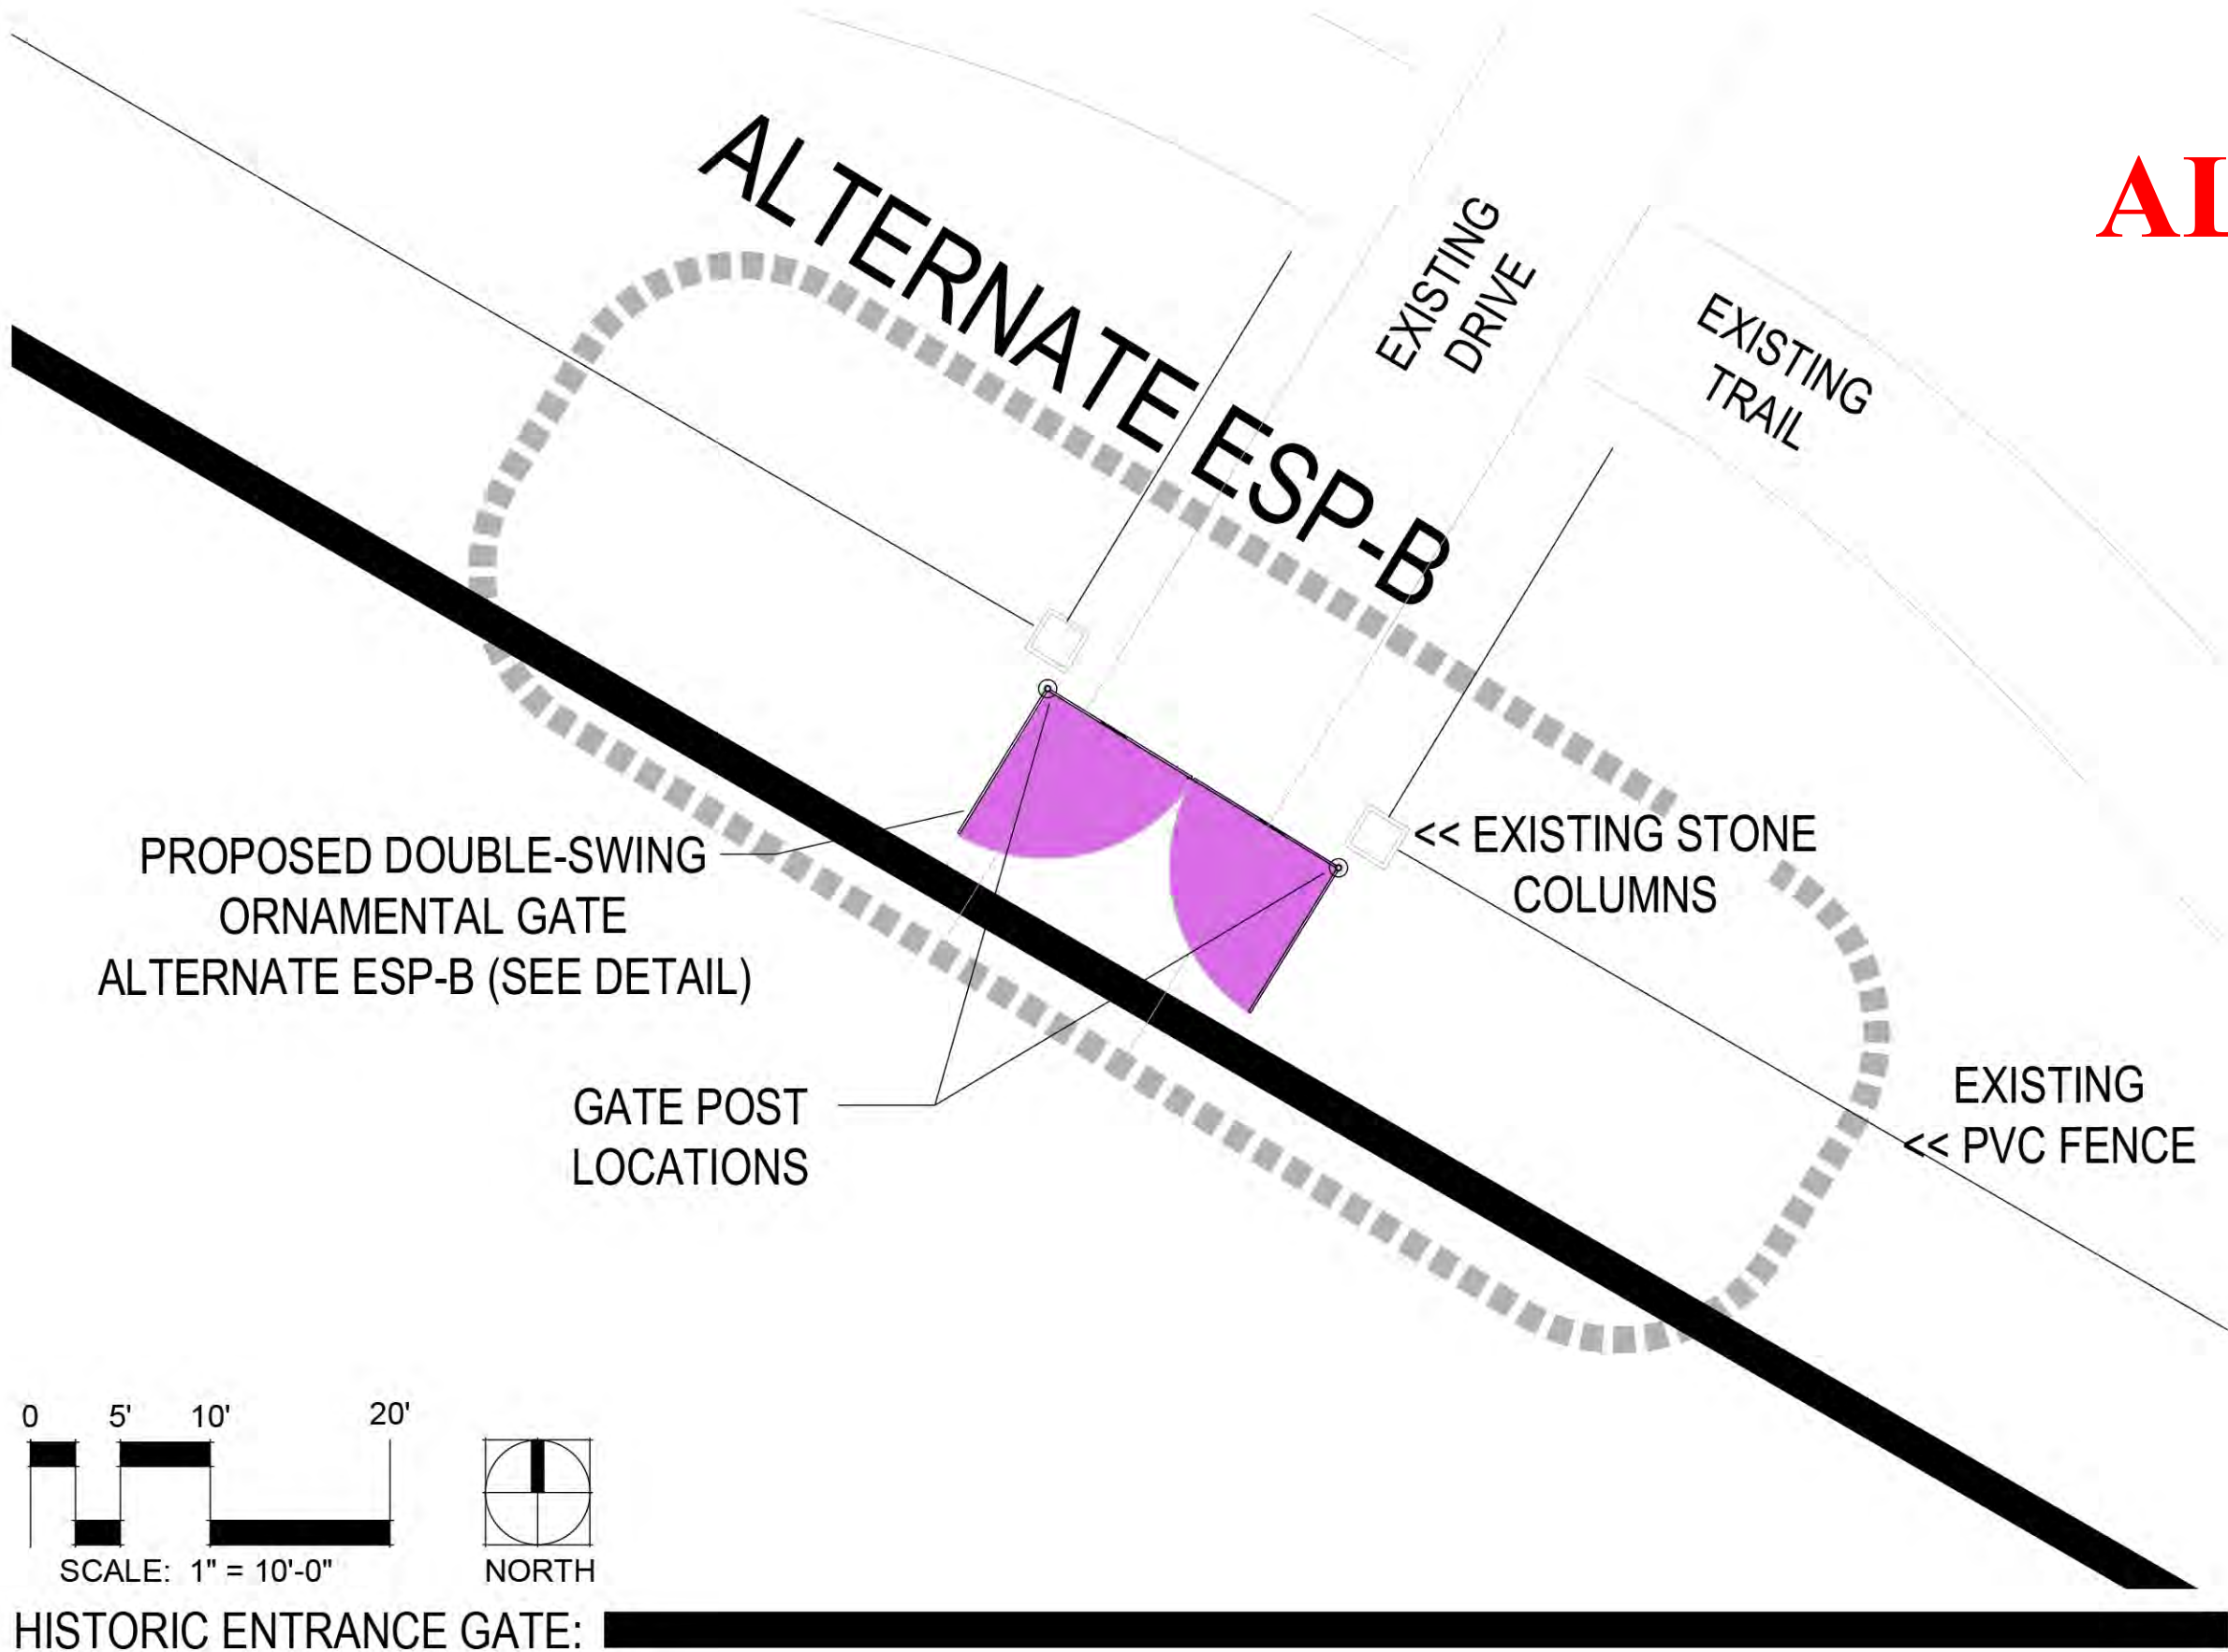 ALTERNATE ESP-B
EXISTING
DRIVE
EXISTING
TRAIL
PROPOSED DOUBLE-SWING
ORNAMENTAL GATE
ALTERNATE ESP-B (SEE DETAIL)
<< EXISTING STONE
COLUMNS
GATE POST
LOCATIONS
EXISTING
<< PVC FENCE
0 5' 10' 20'
SCALE: 1" = 10'-0"
NORTH
HISTORIC ENTRANCE GATE: